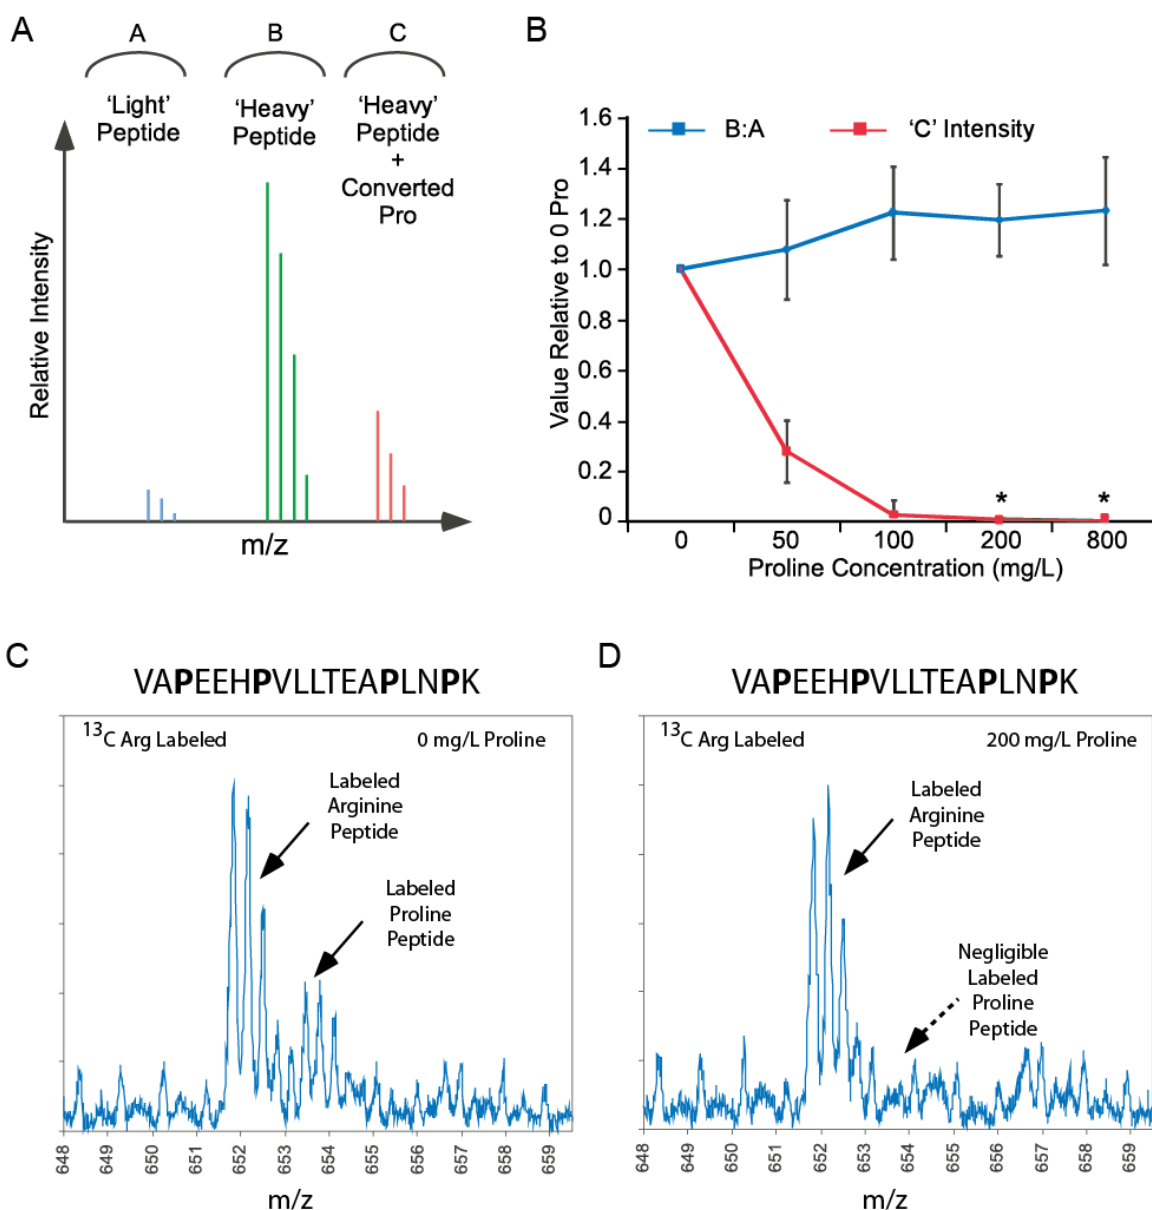 A
A
B
C
‘Light’
Peptide
‘Heavy’
Peptide
‘Heavy’
Peptide
+
Converted
Pro
Relative Intensity
m/z
B
B:A
‘C’ Intensity
Value Relative to 0 Pro
1.6
1.4
1.2
1.0
0.8
0.6
0.4
0.2
0
*
*
0
50
100
200
800
Proline Concentration (mg/L)
C
VAPEEHPVLLTEAPLNPK
13C Arg Labeled
0 mg/L Proline
Labeled
Arginine
Peptide
Labeled
Proline
Peptide
648
649
650
651
652
653
654
655
656
657
658
659
m/z
D
VAPEEHPVLLTEAPLNPK
13C Arg Labeled
200 mg/L Proline
Labeled
Arginine
Peptide
Negligible
Labeled
Proline
Peptide
648
649
650
651
652
653
654
655
656
657
658
659
m/z